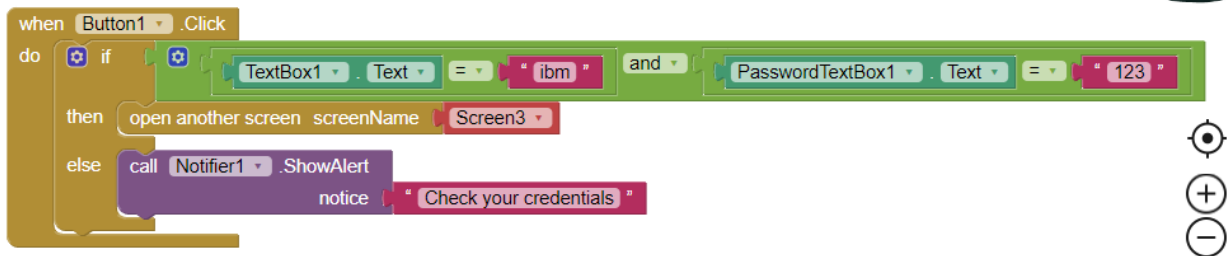 when Button1 .Click
do if TextBox1 . Text = " ibm " and PasswordTextBox1 . Text = " 123 "
then open another screen screenName Screen3
else call Notifier1 .ShowAlert
notice " Check your credentials "